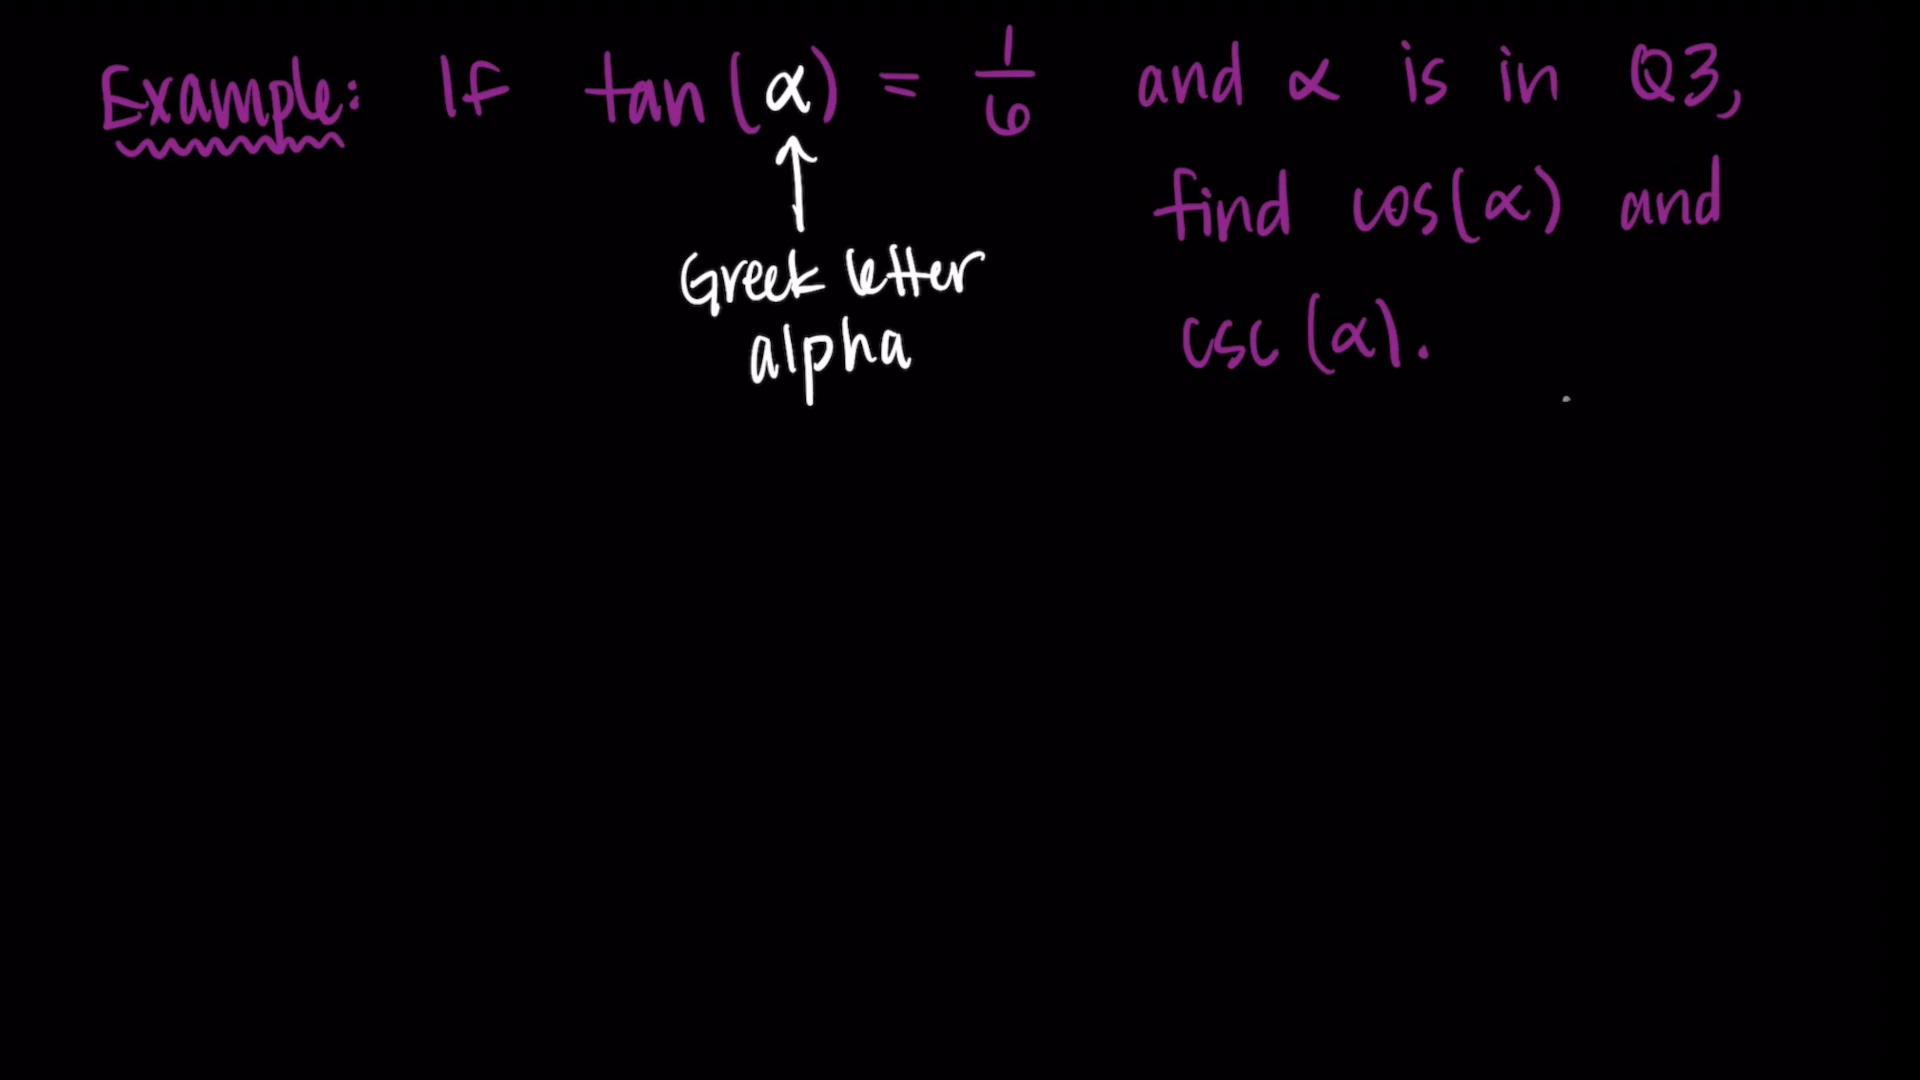 Example: If tan(α) = 1/6 and α is in Q3,
find cos(α) and
csc(α).
Greek letter
alpha